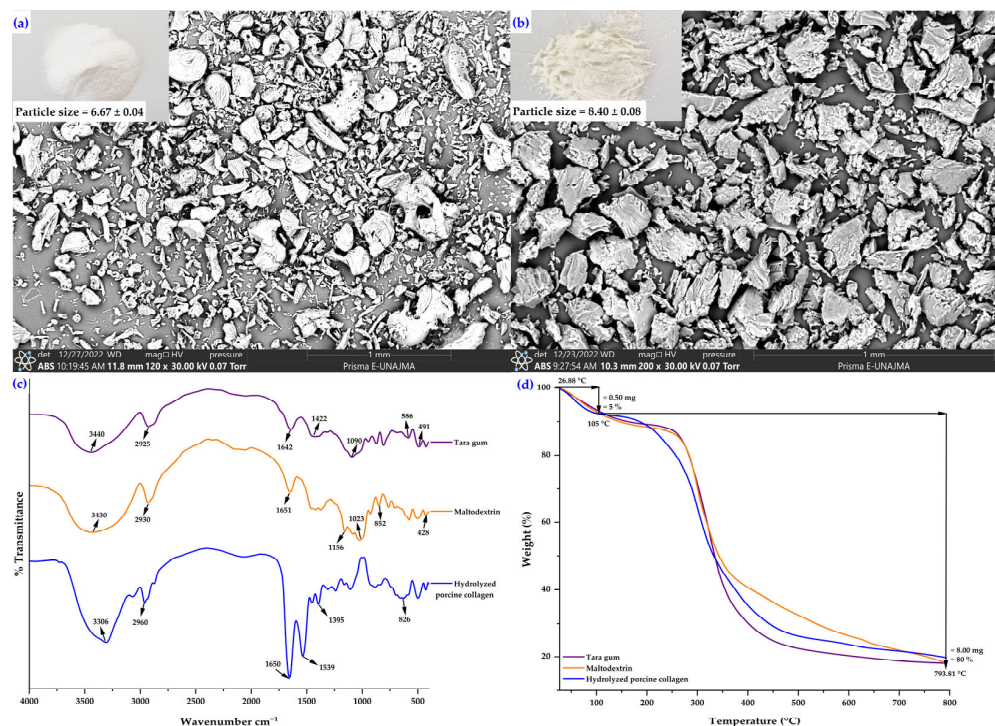 (a)
Particle size = 6.67 ± 0.04
det 12/27/2022 WD mag HV pressure
ABS 10:19:45 AM 11.8 mm 120 x 30.00 kV 0.07 Torr
1 mm
Prisma E-UNAJMA
(b)
Particle size = 8.40 ± 0.08
det 12/23/2022 WD mag HV pressure
ABS 9:27:54 AM 10.3 mm 200 x 30.00 kV 0.07 Torr
1 mm
Prisma E-UNAJMA
(c)
3440
2925
1642
1422
1090
586
491
Tara gum
3430
2930
1651
1156
1023
852
428
Maltodextrin
3306
2960
1650
1539
1395
826
Hydrolyzed
porcine collagen
% Transmittance
4000 3500 3000 2500 2000 1500 1000 500
Wavenumber cm⁻¹
(d)
26.88 °C
≈ 0.50 mg
≈ 5 %
105 °C
100
80
60
40
20
Weight (%)
≈ 8.00 mg
~ 80 %
793.81 °C
Tara gum
Maltodextrin
Hydrolyzed porcine collagen
100 200 300 400 500 600 700 800
Temperature (°C)